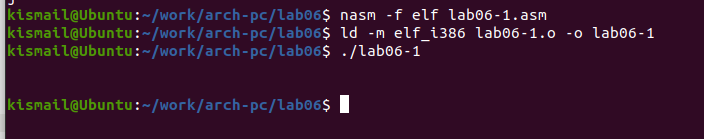 kismail@Ubuntu:~/work/arch-pc/lab06$ nasm -f elf lab06-1.asm
kismail@Ubuntu:~/work/arch-pc/lab06$ ld -m elf_i386 lab06-1.o -o lab06-1
kismail@Ubuntu:~/work/arch-pc/lab06$ ./lab06-1
kismail@Ubuntu:~/work/arch-pc/lab06$